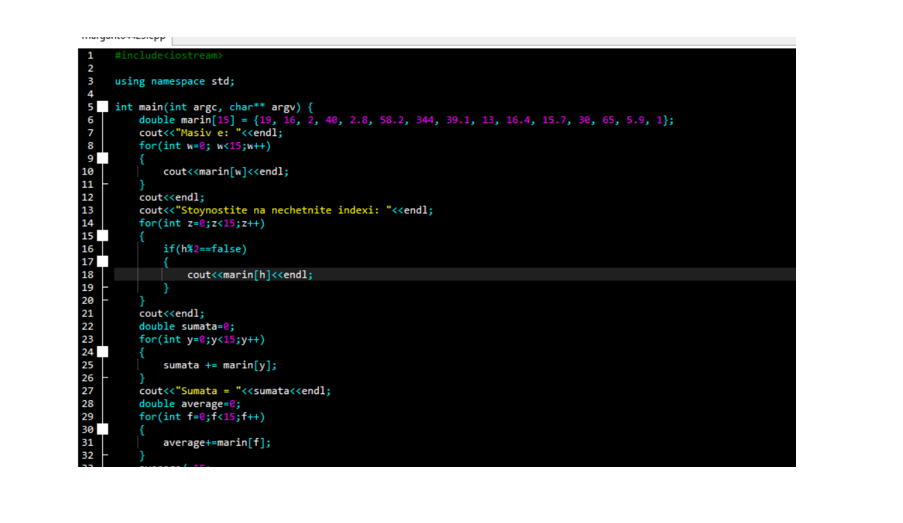 1 #include<iostream>
2
3 using namespace std;
4
5 int main(int argc, char** argv) {
6 double marin[15] = {19, 16, 2, 40, 2.8, 58.2, 344, 39.1, 13, 16.4, 15.7, 30, 65, 5.9, 1};
7 cout<<"Masiv e: "<<endl;
8 for(int w=0; w<15;w++)
9 {
10 cout<<marin[w]<<endl;
11 }
12 cout<<endl;
13 cout<<"Stoynostite na nechetnite indexi: "<<endl;
14 for(int z=0;z<15;z++)
15 {
16 if(h%2==false)
17 {
18 cout<<marin[h]<<endl;
19 }
20 }
21 cout<<endl;
22 double sumata=0;
23 for(int y=0;y<15;y++)
24 {
25 sumata += marin[y];
26 }
27 cout<<"Sumata = "<<sumata<<endl;
28 double average=0;
29 for(int f=0;f<15;f++)
30 {
31 average+=marin[f];
32 }